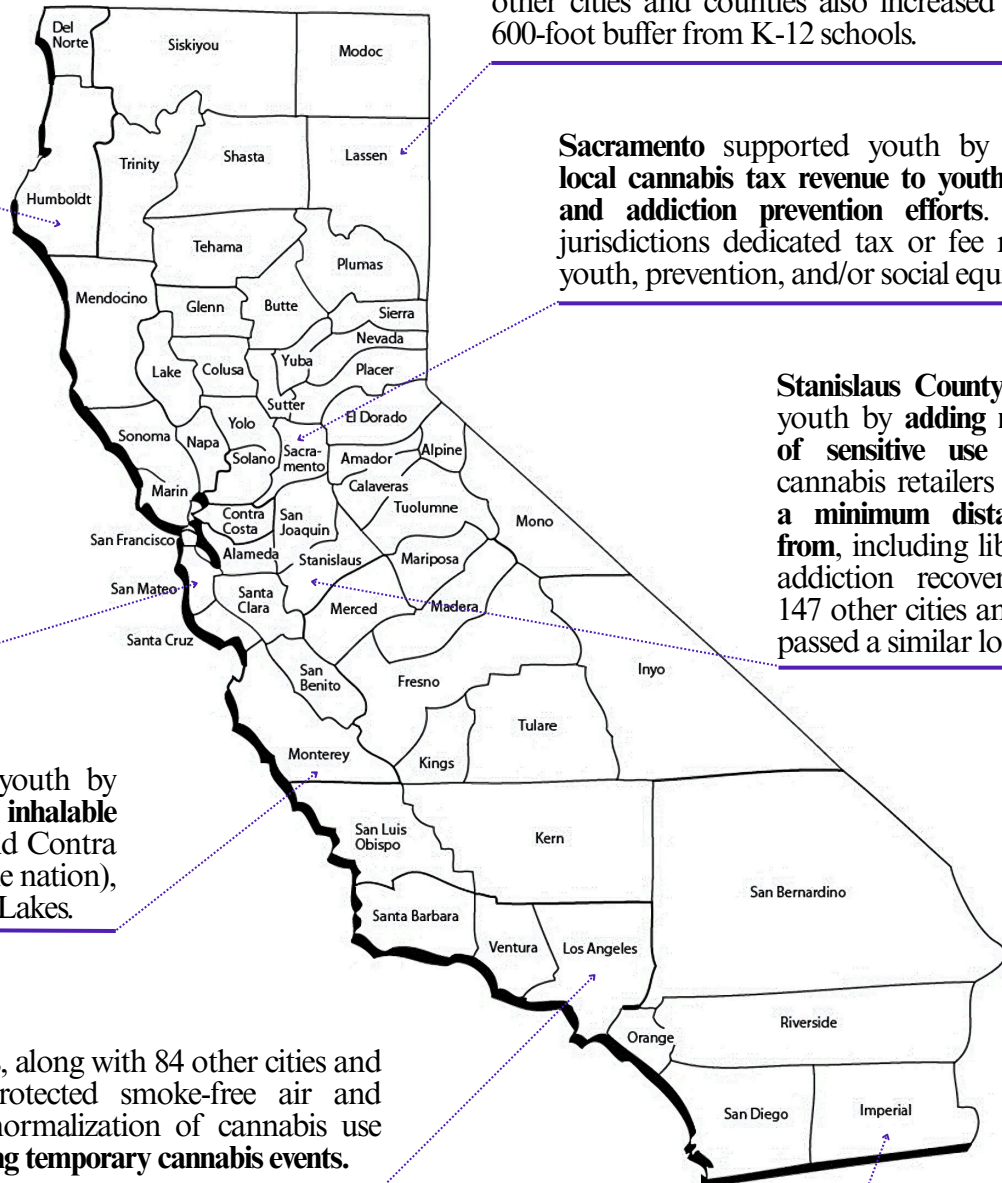 other cities and counties also increased
600-foot buffer from K-12 schools.
Sacramento supported youth by
local cannabis tax revenue to youth
and addiction prevention efforts.
jurisdictions dedicated tax or fee
youth, prevention, and/or social
Stanislaus County
youth by adding
of sensitive use
cannabis retailers
a minimum
from, including
addiction
147 other cities
passed a similar
youth by
inhalable
Contra
nation),
Lakes.
along with 84 other cities and
smoke-free air and
normalization of cannabis use
temporary cannabis events.
Del
Norte
Siskiyou
Modoc
Trinity
Shasta
Lassen
Humboldt
Tehama
Plumas
Mendocino
Glenn
Butte
Sierra
Nevada
Yuba
Placer
Lake
Colusa
Sutter
El Dorado
Yolo
Sonoma
Napa
Solano
Sacra-
mento
Amador
Alpine
Calaveras
Marin
Tuolumne
Contra
Costa
San
Joaquin
Mono
San Francisco
Alameda
Stanislaus
Mariposa
San Mateo
Santa
Clara
Merced
Madera
Santa Cruz
San
Benito
Fresno
Inyo
Tulare
Monterey
Kings
San Luis
Obispo
Kern
San Bernardino
Santa Barbara
Ventura
Los Angeles
Orange
Riverside
San Diego
Imperial